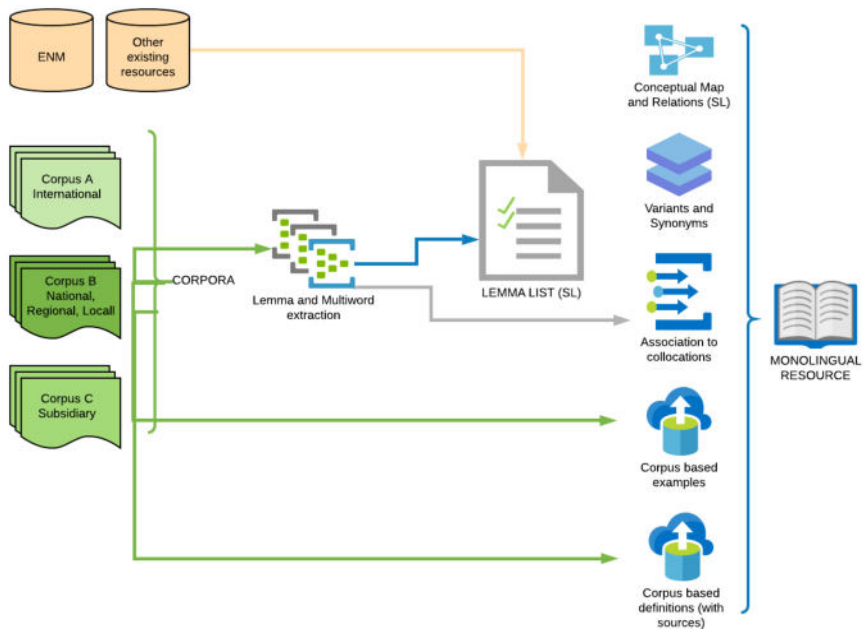 ENM
Other
existing
resources
Conceptual Map
and Relations (SL)
Corpus A
International
Variants and
Synonyms
Corpus B
National,
Regional, Locall
CORPORA
Lemma and Multiword
extraction
LEMMA LIST (SL)
Association to
collocations
MONOLINGUAL
RESOURCE
Corpus C
Subsidiary
Corpus based
examples
Corpus based
definitions (with
sources)